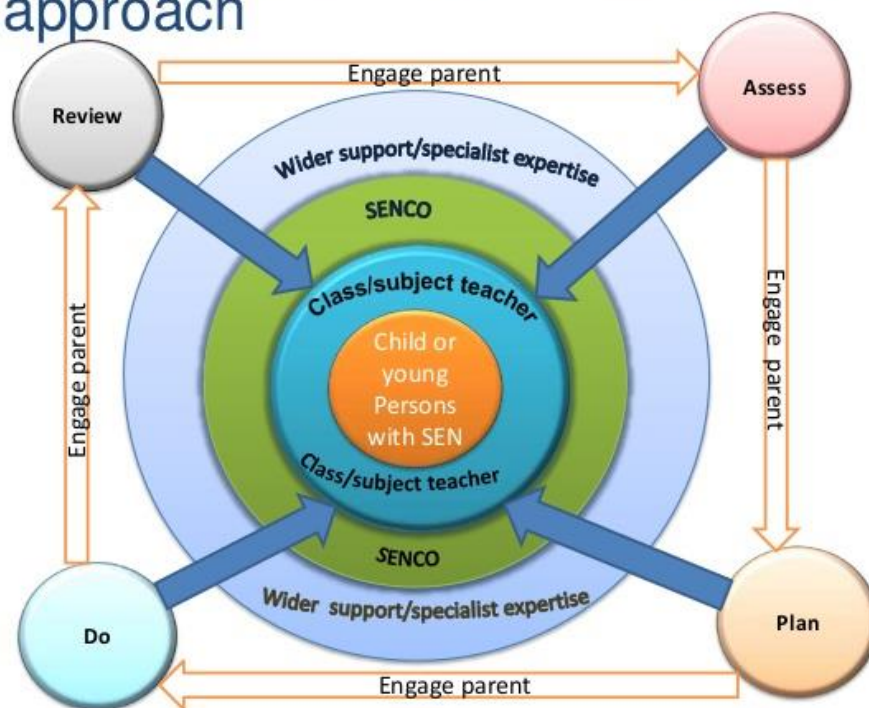 approach
Engage parent
Review
Assess
Wider support/specialist expertise
SENCO
Class/subject teacher
Child or
young
Persons
with SEN
Engage parent
Engage parent
Class/subject teacher
SENCO
Wider support/specialist expertise
Do
Plan
Engage parent